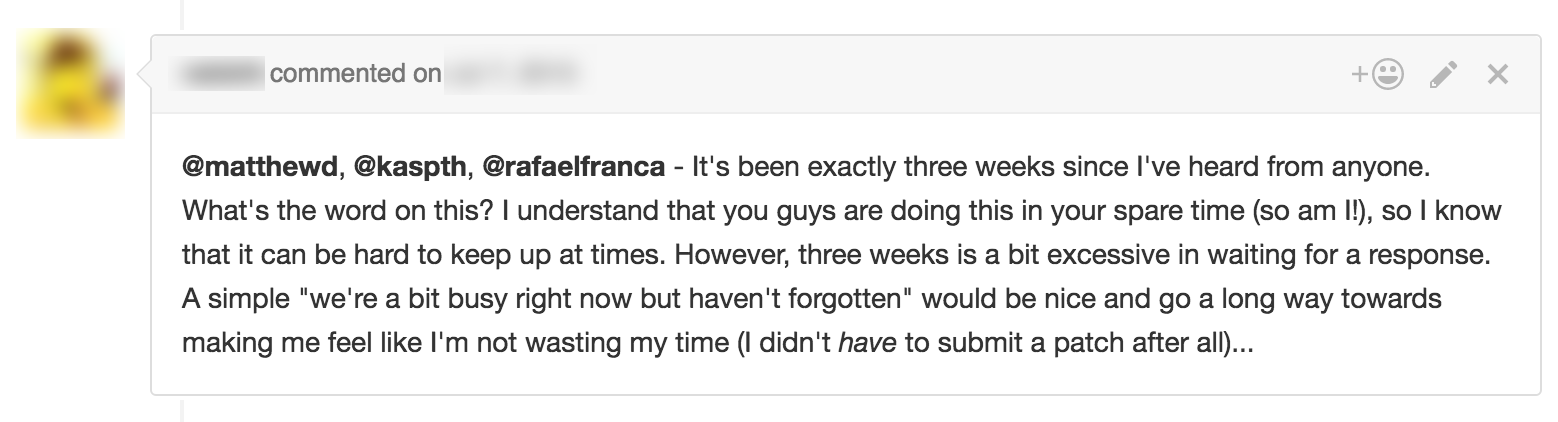 commented on
@matthewd, @kaspth, @rafaelfranca - It's been exactly three weeks since I've heard from anyone.
What's the word on this? I understand that you guys are doing this in your spare time (so am I!), so I know
that it can be hard to keep up at times. However, three weeks is a bit excessive in waiting for a response.
A simple "we're a bit busy right now but haven't forgotten" would be nice and go a long way towards
making me feel like I'm not wasting my time (I didn't have to submit a patch after all)...